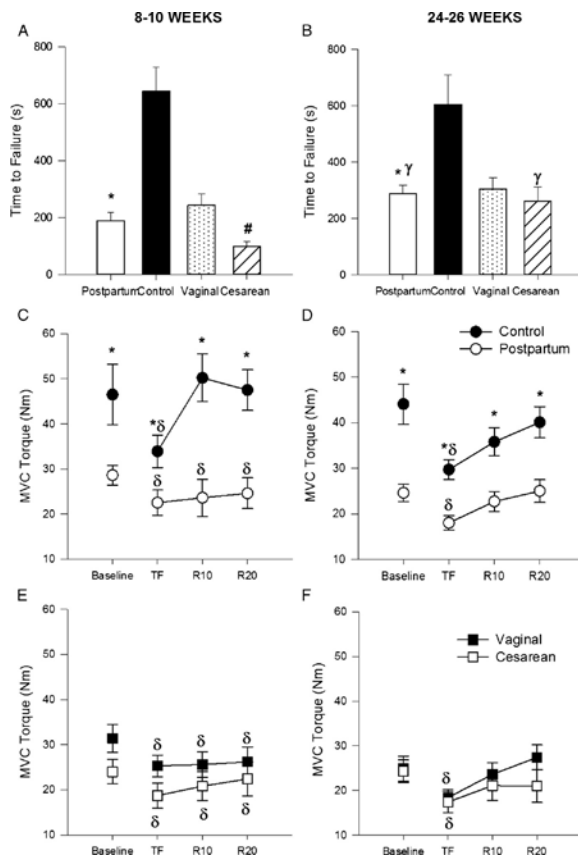 8-10 WEEKS
24-26 WEEKS
A
B
Time to Failure (s)
800
600
400
200
0
*
#
Postpartum Control Vaginal Cesarean
Time to Failure (s)
800
600
400
200
0
* γ
γ
Postpartum Control Vaginal Cesarean
C
D
MVC Torque (Nm)
60
50
40
30
20
10
*
*δ
*
*
δ
δ
δ
Baseline TF R10 R20
MVC Torque (Nm)
60
50
40
30
20
10
Control
Postpartum
*
*δ
*
*
δ
Baseline TF R10 R20
E
F
MVC Torque (Nm)
60
50
40
30
20
10
δ
δ
δ
δ
δ
δ
Baseline TF R10 R20
MVC Torque (Nm)
60
50
40
30
20
10
Vaginal
Cesarean
δ
δ
Baseline TF R10 R20